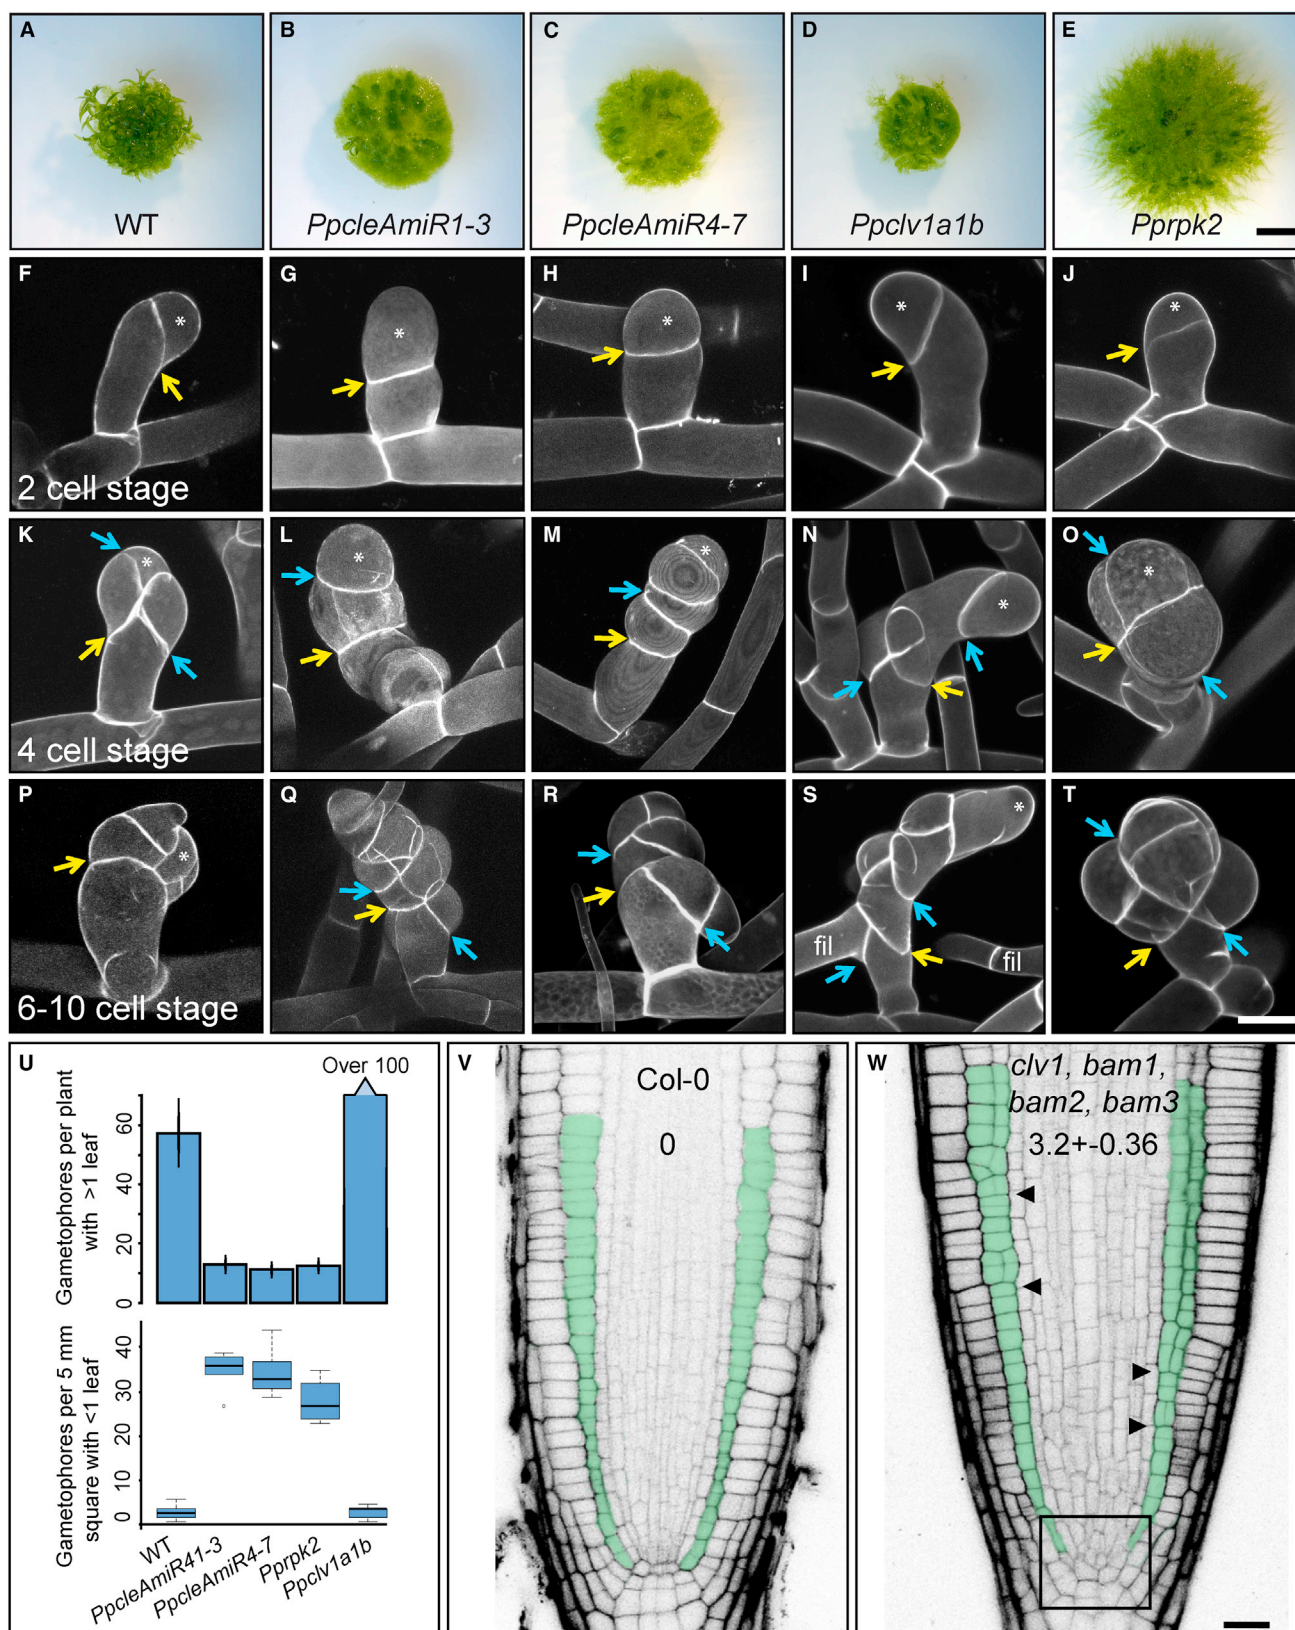 A
B
C
D
E
WT
PpcleAmiR1-3
PpcleAmiR4-7
Ppclv1a1b
Pprpk2
F
G
H
I
J
*
*
*
*
*
2 cell stage
K
L
M
N
O
*
*
*
*
*
4 cell stage
P
Q
R
S
T
*
*
fil
fil
6-10 cell stage
U
Over 100
Gametophores per plant
with >1 leaf
60
40
20
0
Gametophores per 5 mm
square with <1 leaf
40
30
20
10
0
WT
PpcleAmiR41-3
PpcleAmiR4-7
Pprpk2
Ppclv1a1b
V
Col-0
0
W
clv1, bam1,
bam2, bam3
3.2+-0.36